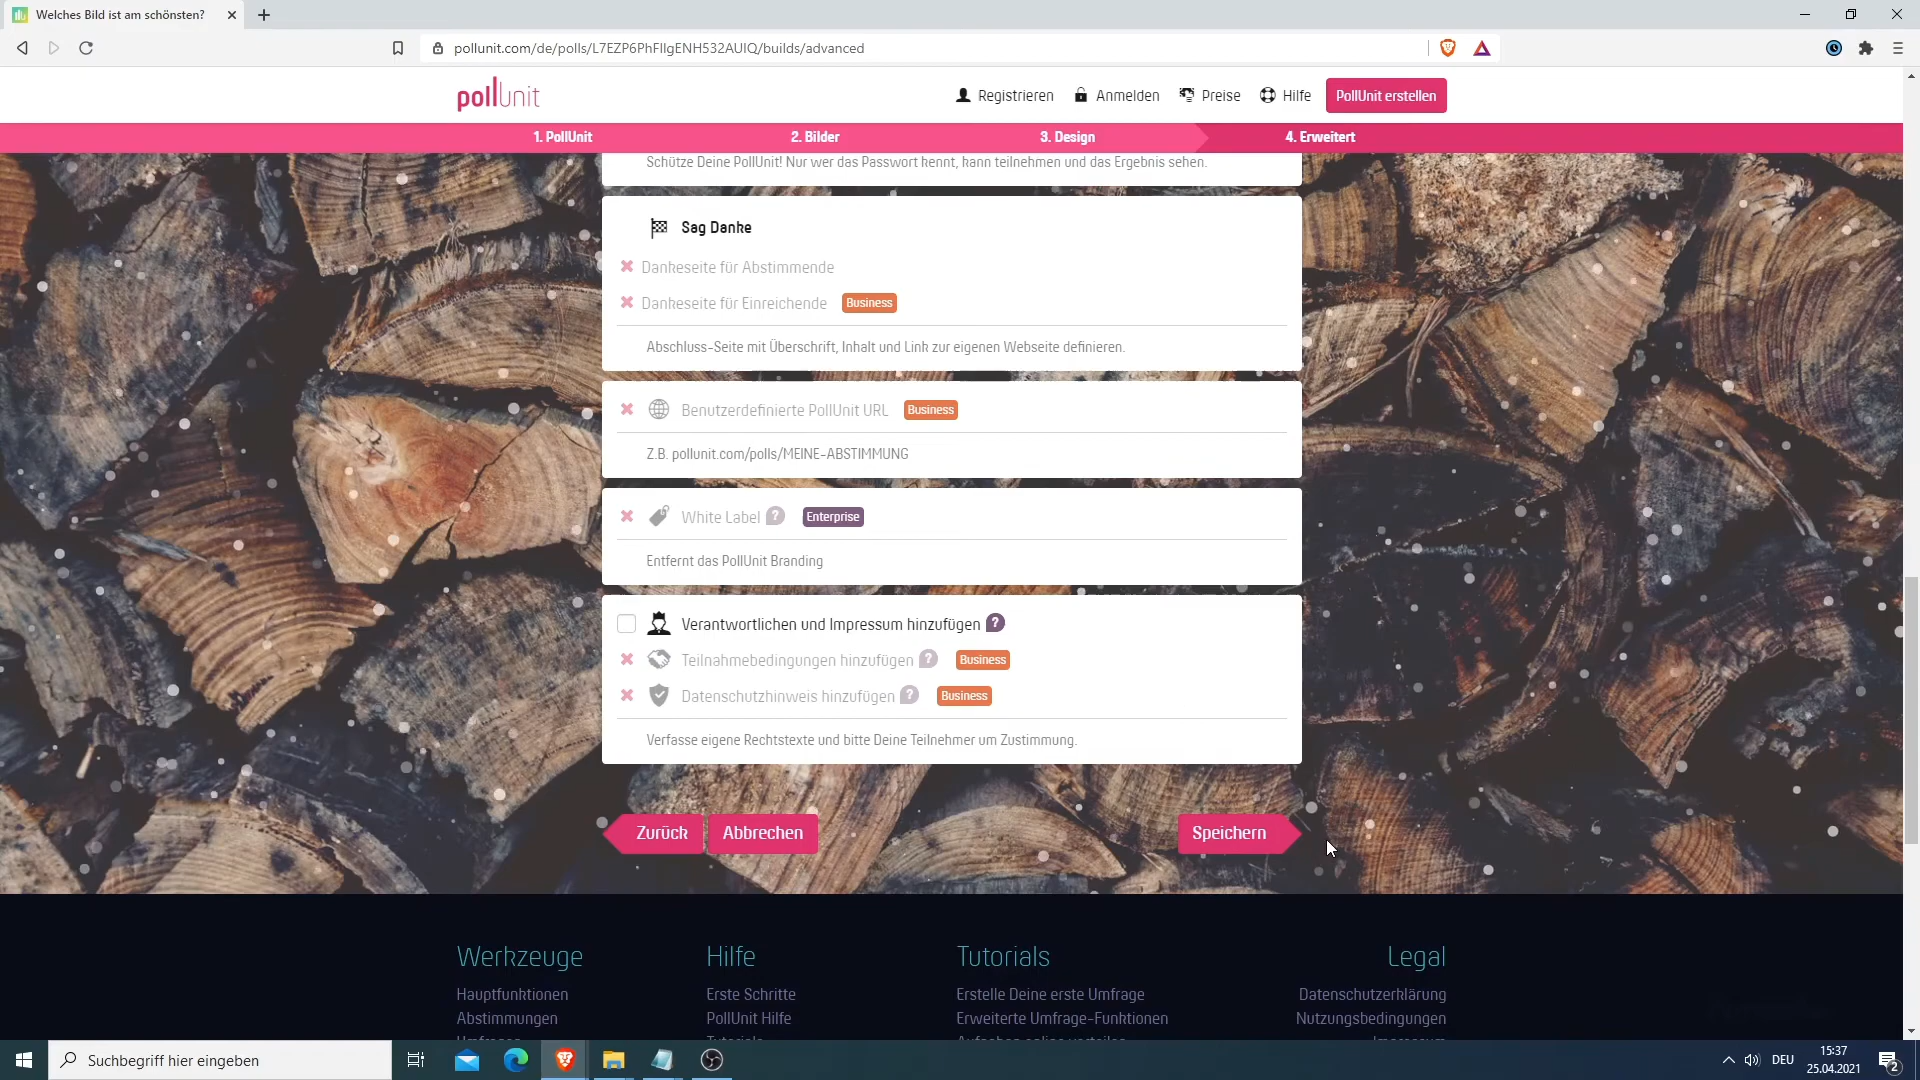 Welches Bild ist am schönsten?
pollunit.com/de/polls/L7EZP6PhFIlgENH532AUlQ/builds/advanced
pollunit
Registrieren
Anmelden
Preise
Hilfe
PollUnit erstellen
1. PollUnit
2. Bilder
3. Design
4. Erweitert
Schütze Deine PollUnit! Nur wer das Passwort kennt, kann teilnehmen und das Ergebnis sehen.
Sag Danke
Dankeseite für Abstimmende
Dankeseite für Einreichende Business
Abschluss-Seite mit Überschrift, Inhalt und Link zur eigenen Webseite definieren.
Benutzerdefinierte PollUnit URL Business
Z.B. pollunit.com/polls/MEINE-ABSTIMMUNG
White Label ? Enterprise
Entfernt das PollUnit Branding
Verantwortlichen und Impressum hinzufügen ?
Teilnahmebedingungen hinzufügen ? Business
Datenschutzhinweis hinzufügen ? Business
Verfasse eigene Rechtstexte und bitte Deine Teilnehmer um Zustimmung.
Zurück
Abbrechen
Speichern
Werkzeuge
Hauptfunktionen
Abstimmungen
Hilfe
Erste Schritte
PollUnit Hilfe
Tutorials
Erstelle Deine erste Umfrage
Erweiterte Umfrage-Funktionen
Legal
Datenschutzerklärung
Nutzungsbedingungen
Suchbegriff hier eingeben
DEU
15:37
25.04.2021
2